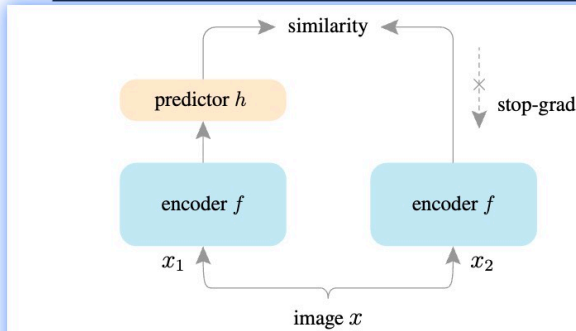 similarity
predictor h
stop-grad
encoder f
encoder f
x₁
x₂
image x